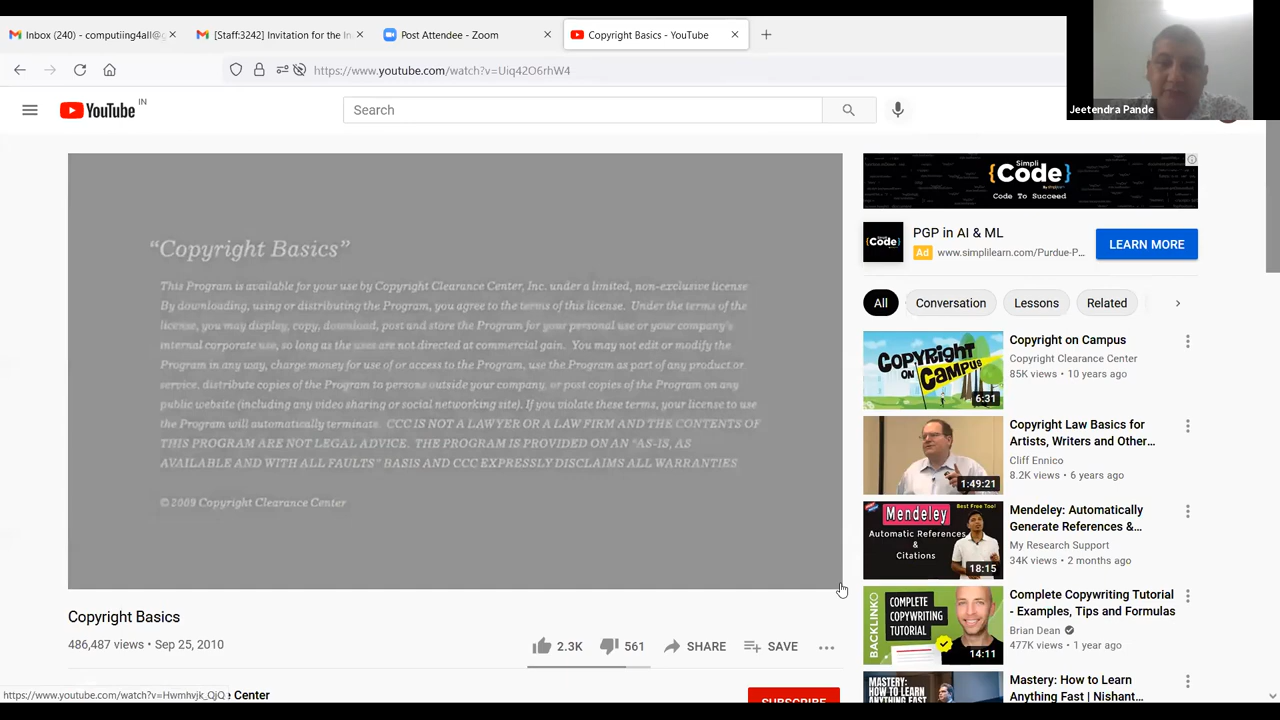 Inbox (240) - computiing4all@g
[Staff:3242] Invitation for the In
Post Attendee - Zoom
Copyright Basics - YouTube
https://www.youtube.com/watch?v=Uiq42O6rhW4
Jeetendra Pande
YouTube IN
Search
"Copyright Basics"
This Program is available for your use by Copyright Clearance Center, Inc. under a limited, non-exclusive license
By downloading, using or distributing the Program, you agree to the terms of this license. Under the terms of the
license, you may display, copy, download, post and store the Program for your personal use or your company's
internal corporate use, so long as the uses are not directed at commercial gain. You may not edit or modify the
Program in any way, charge money for use of or access to the Program, use the Program as part of any product or
service, distribute copies of the Program to persons outside your company, or post copies of the Program on any
public website (including any video sharing or social networking site). If you violate these terms, your license to use
the Program will automatically terminate. CCC IS NOT A LAWYER OR A LAW FIRM AND THE CONTENTS OF
THIS PROGRAM ARE NOT LEGAL ADVICE. THE PROGRAM IS PROVIDED ON AN "AS-IS, AS
AVAILABLE AND WITH ALL FAULTS" BASIS AND CCC EXPRESSLY DISCLAIMS ALL WARRANTIES
© 2009 Copyright Clearance Center
Copyright Basics
486,487 views • Sep 25, 2010
2.3K 561 SHARE SAVE
https://www.youtube.com/watch?v=Hwmhvjk_QjQ
e Center
SUBSCRIBE
Simpli
{Code}
Code To Succeed
{Code}
PGP in AI & ML
Ad www.simplilearn.com/Purdue-P...
LEARN MORE
All Conversation Lessons Related
COPYRIGHT
ON
CAMPUS
6:31
Copyright on Campus
Copyright Clearance Center
85K views • 10 years ago
1:49:21
Copyright Law Basics for
Artists, Writers and Other...
Cliff Ennico
8.2K views • 6 years ago
Mendeley
Best Free Tool
Automatic References
&
Citations
18:15
Mendeley: Automatically
Generate References &...
My Research Support
34K views • 2 months ago
BACKLINKO
COMPLETE
COPYWRITING
TUTORIAL
14:11
Complete Copywriting Tutorial
- Examples, Tips and Formulas
Brian Dean
477K views • 1 year ago
MASTERY:
HOW TO LEARN
Mastery: How to Learn
Anything Fast | Nishant...